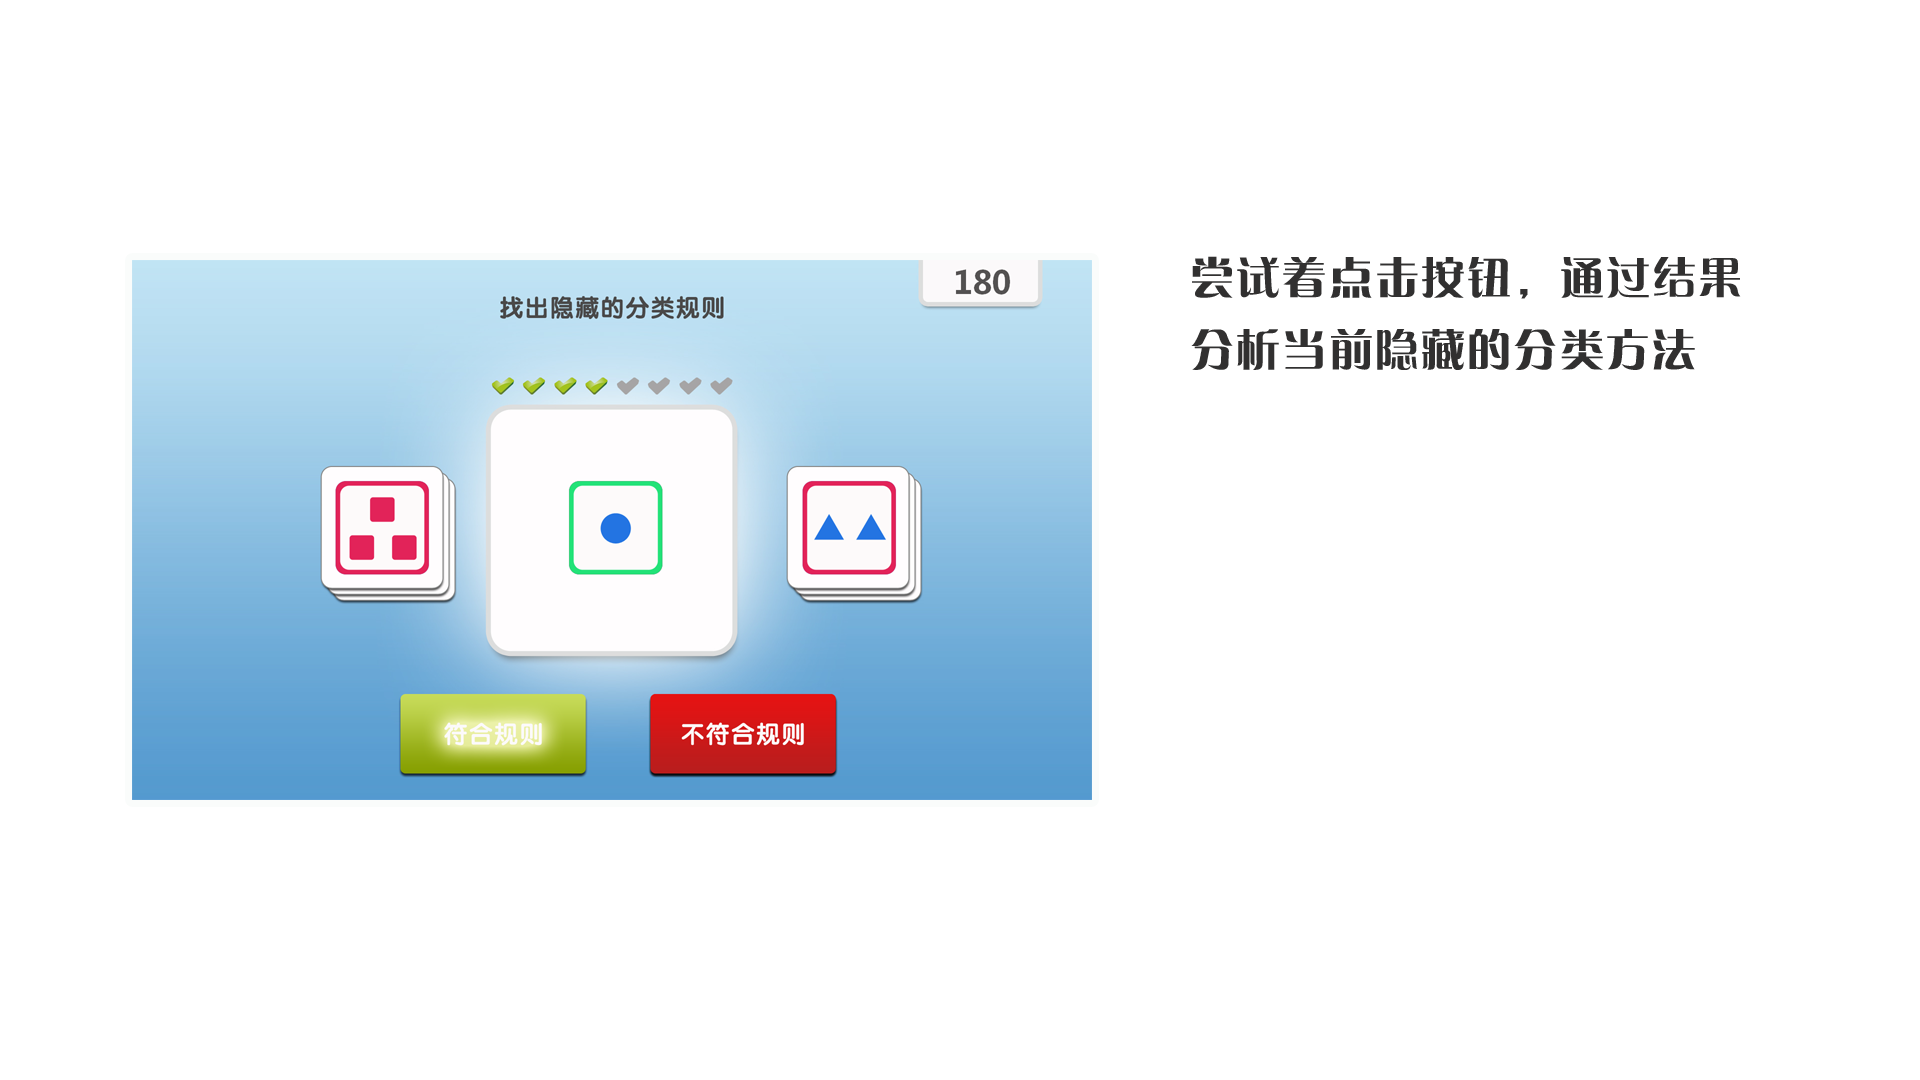 180
找出隐藏的分类规则
符合规则
不符合规则
尝试着点击按钮，通过结果
分析当前隐藏的分类方法